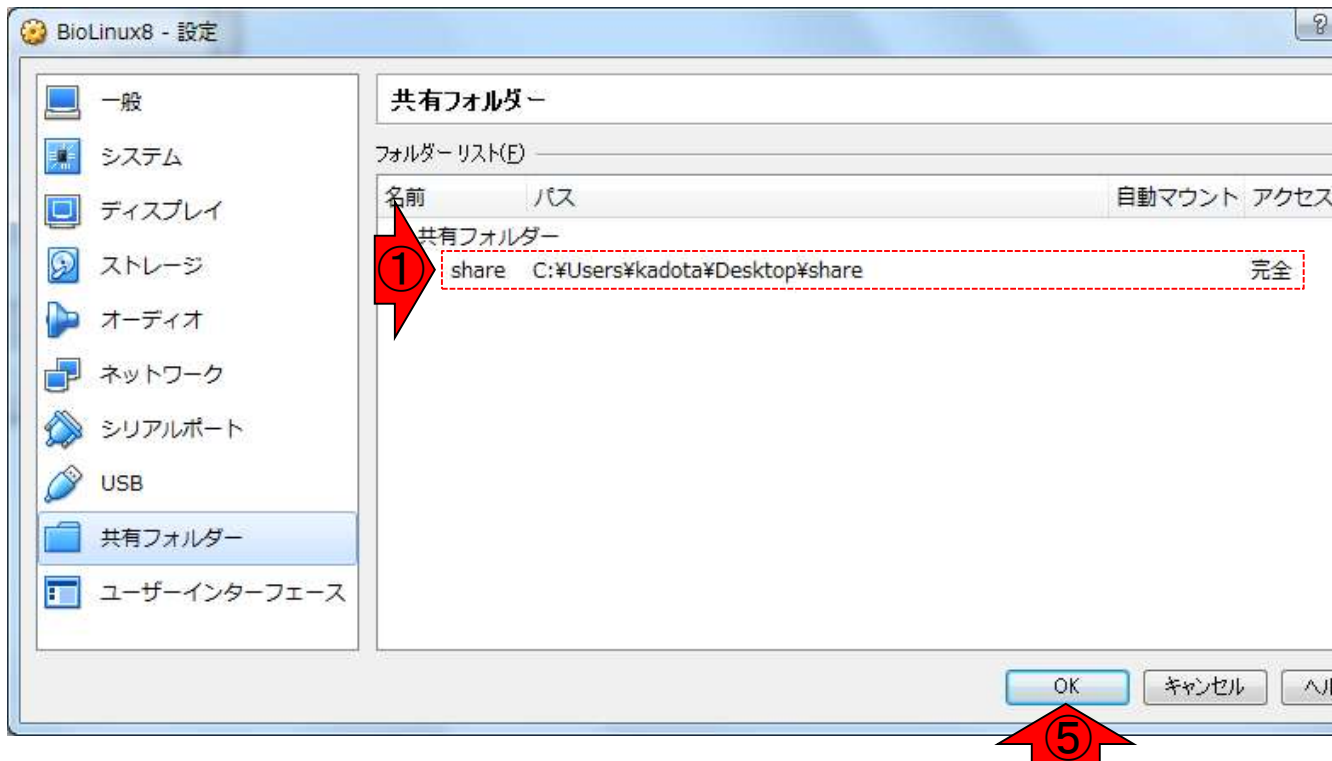 BioLinux8 - 設定
一般
システム
ディスプレイ
ストレージ
オーディオ
ネットワーク
シリアルポート
USB
共有フォルダー
ユーザーインターフェース
共有フォルダー
フォルダーリスト(F)
名前 パス 自動マウント アクセス
共有フォルダー
① share C:¥Users¥kadota¥Desktop¥share 完全
OK キャンセル
⑤